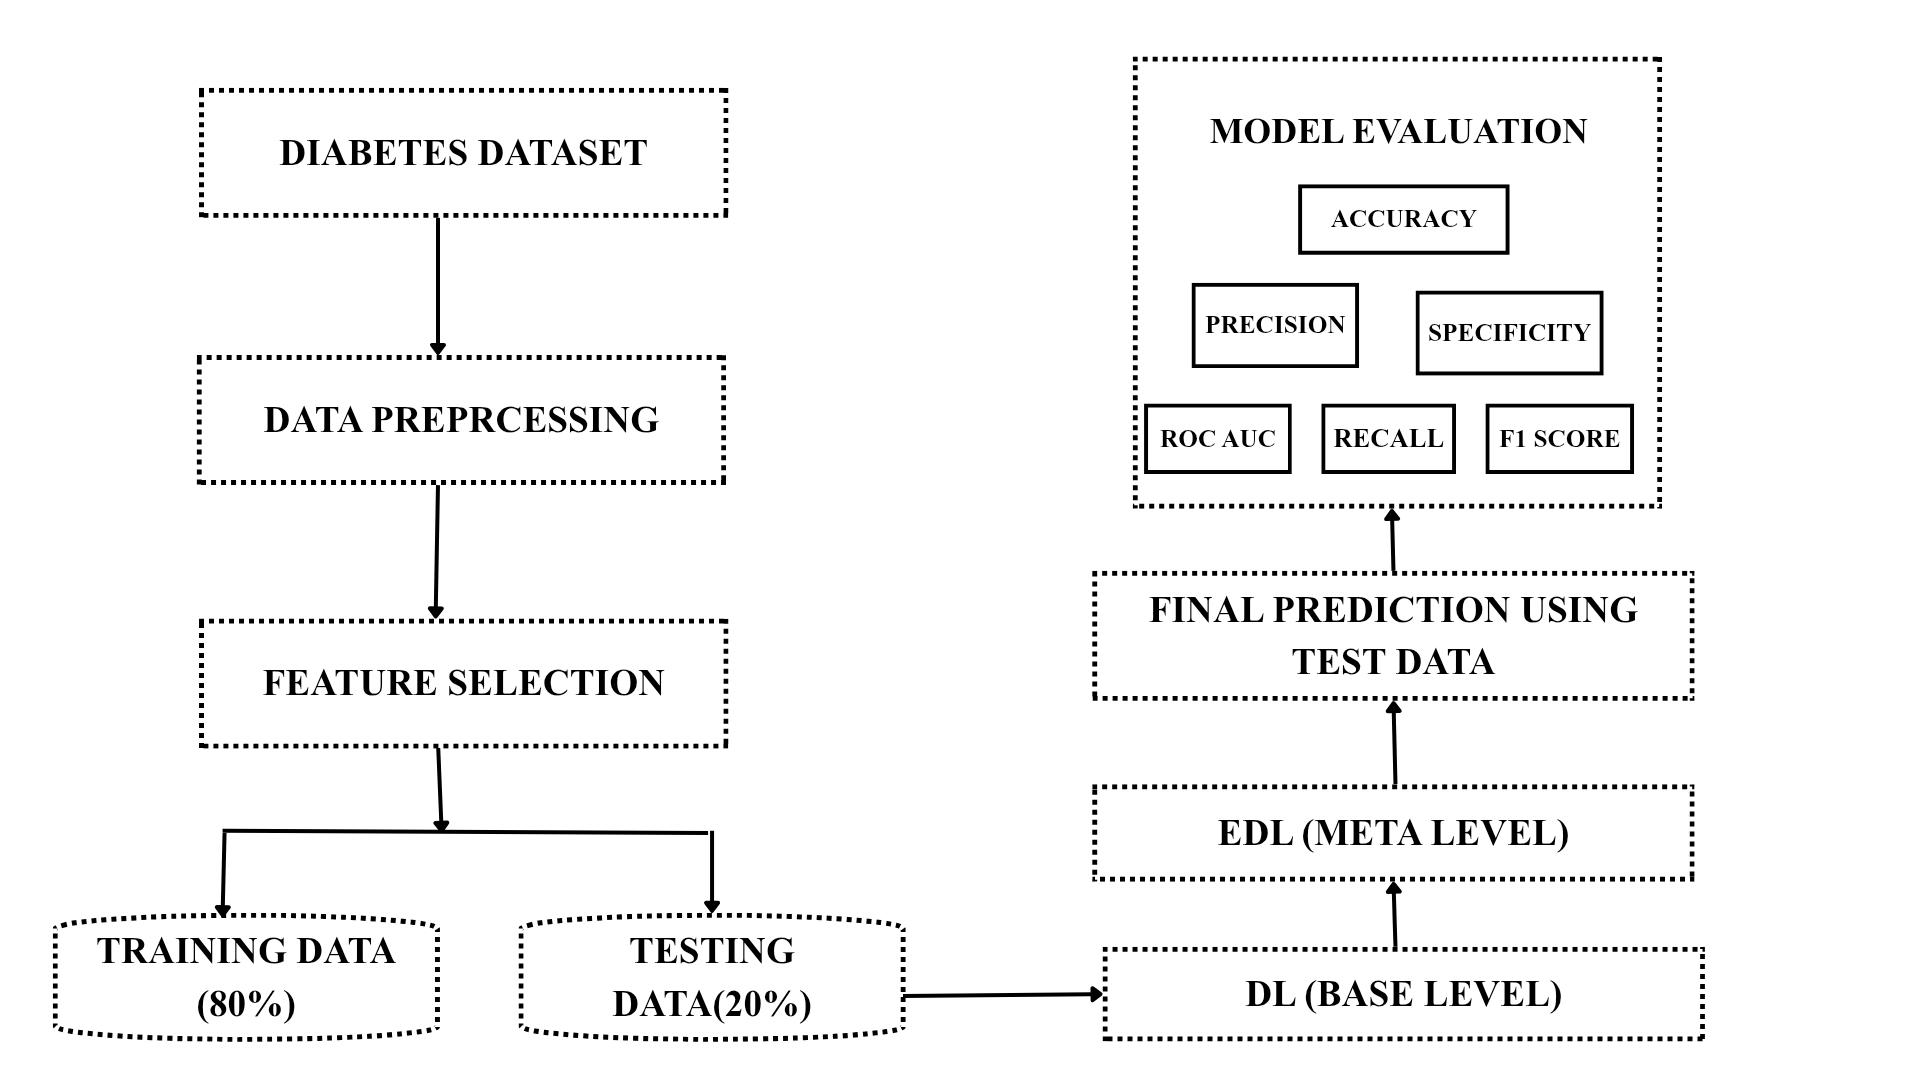 DIABETES DATASET
DATA PREPRCESSING
FEATURE SELECTION
TRAINING DATA
(80%)
TESTING
DATA(20%)
MODEL EVALUATION
ACCURACY
PRECISION
SPECIFICITY
ROC AUC
RECALL
F1 SCORE
FINAL PREDICTION USING
TEST DATA
EDL (META LEVEL)
DL (BASE LEVEL)